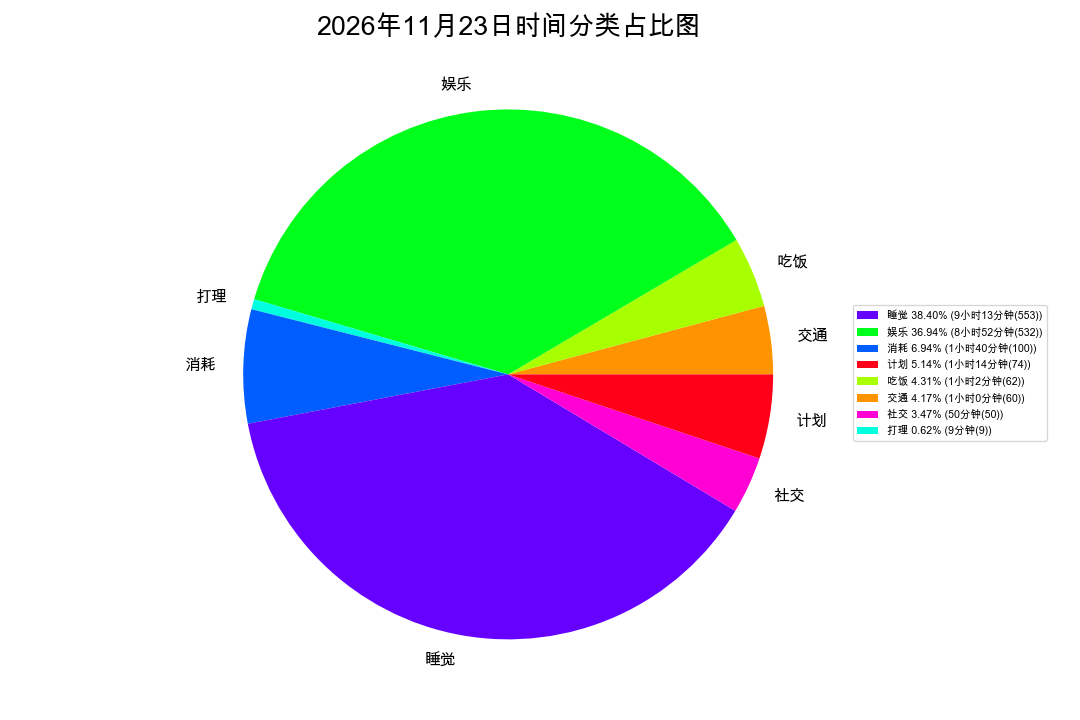 2026年11月23日时间分类占比图
娱乐
吃饭
打理
交通
消耗
计划
社交
睡觉
睡觉 38.40% (9小时13分钟(553))
娱乐 36.94% (8小时52分钟(532))
消耗 6.94% (1小时40分钟(100))
计划 5.14% (1小时14分钟(74))
吃饭 4.31% (1小时2分钟(62))
交通 4.17% (1小时0分钟(60))
社交 3.47% (50分钟(50))
打理 0.62% (9分钟(9))